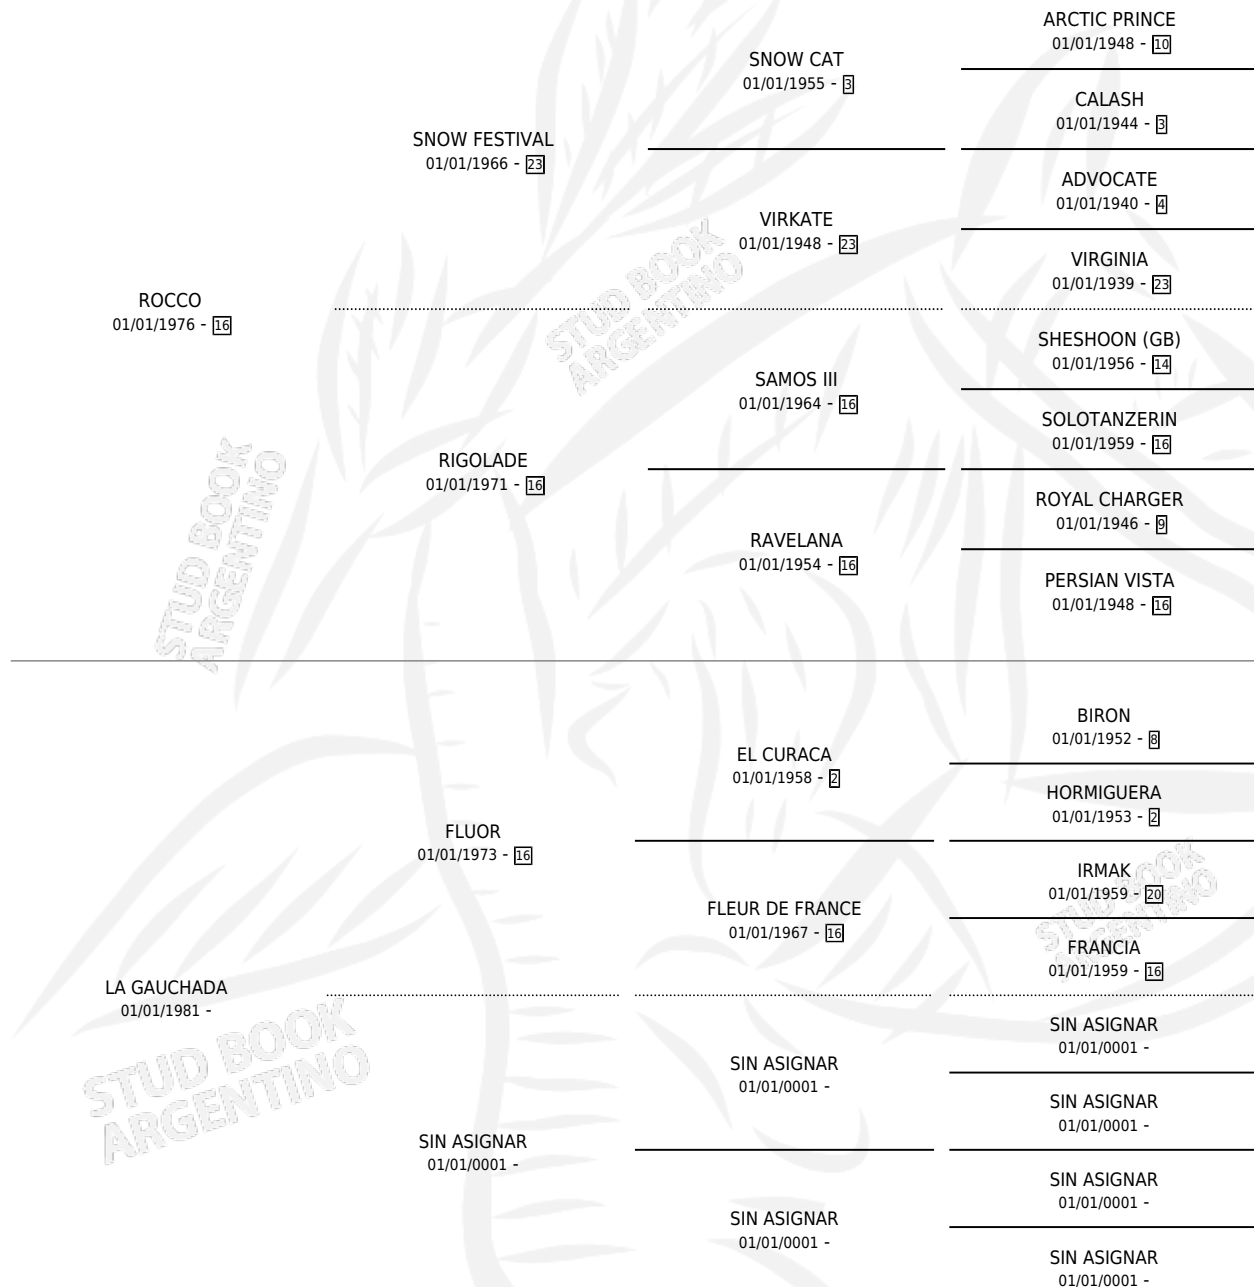 ARCTIC PRINCE
01/01/1948 - 10
SNOW CAT
01/01/1955 - 3
CALASH
01/01/1944 - 3
SNOW FESTIVAL
01/01/1966 - 23
ADVOCATE
01/01/1940 - 4
VIRKATE
01/01/1948 - 23
VIRGINIA
01/01/1939 - 23
ROCCO
01/01/1976 - 16
SHESHOON (GB)
01/01/1956 - 14
SAMOS III
01/01/1964 - 16
SOLOTANZERIN
01/01/1959 - 16
RIGOLADE
01/01/1971 - 16
ROYAL CHARGER
01/01/1946 - 9
RAVELANA
01/01/1954 - 16
PERSIAN VISTA
01/01/1948 - 16
BIRON
01/01/1952 - 8
EL CURACA
01/01/1958 - 2
HORMIGUERA
01/01/1953 - 2
FLUOR
01/01/1973 - 16
IRMAK
01/01/1959 - 20
FLEUR DE FRANCE
01/01/1967 - 16
FRANCIA
01/01/1959 - 16
LA GAUCHADA
01/01/1981 -
SIN ASIGNAR
01/01/0001 -
SIN ASIGNAR
01/01/0001 -
SIN ASIGNAR
01/01/0001 -
SIN ASIGNAR
01/01/0001 -
SIN ASIGNAR
01/01/0001 -
SIN ASIGNAR
01/01/0001 -
SIN ASIGNAR
01/01/0001 -
STUD BOOK
ARGENTINO
STUD BOOK
ARGENTINO
STUD BOOK
ARGENTINO
STUD BOOK
ARGENTINO